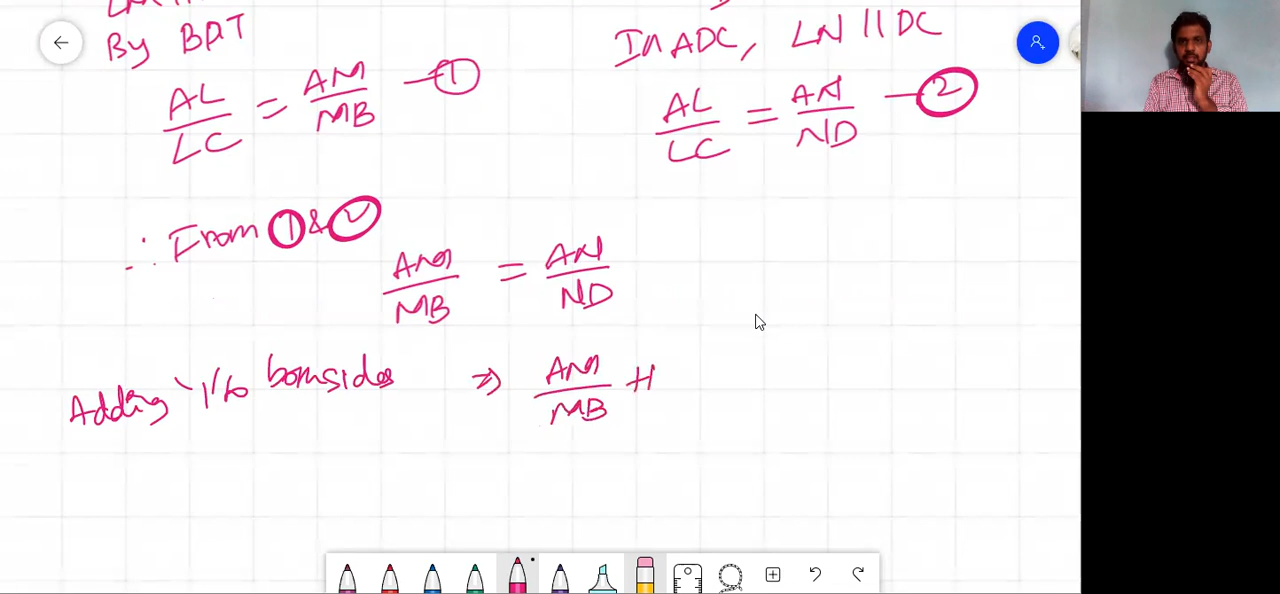 By BPT
AL/LC = AM/MB — ①
In ADC, LN || DC
AL/LC = AN/ND — ②
∴ From ① & ②
AM/MB = AN/ND
Adding '1' to both sides ⇒ AM/MB +1